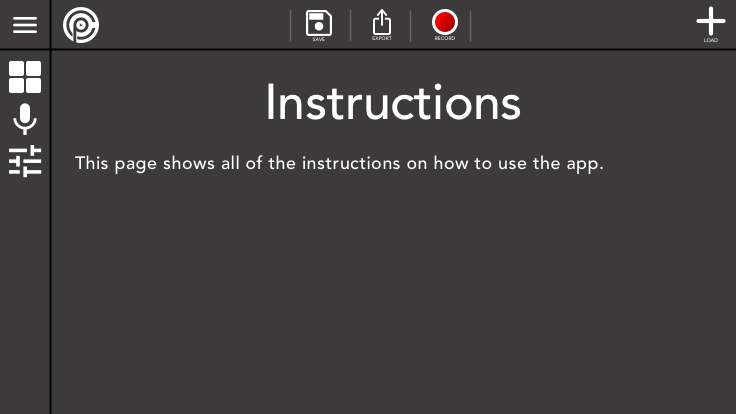 SAVE
EXPORT
RECORD
LOAD
Instructions
This page shows all of the instructions on how to use the app.